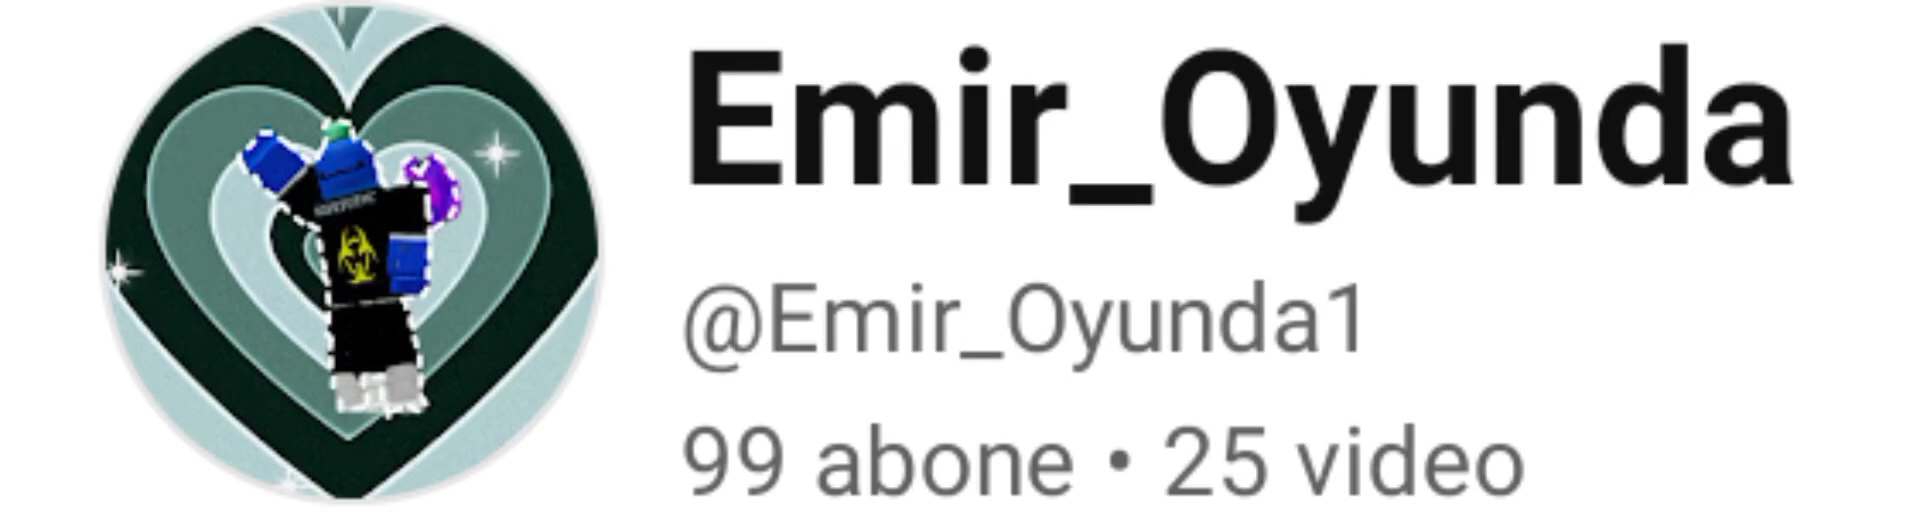 Emir_Oyunda
@Emir_Oyunda1
99 abone • 25 video